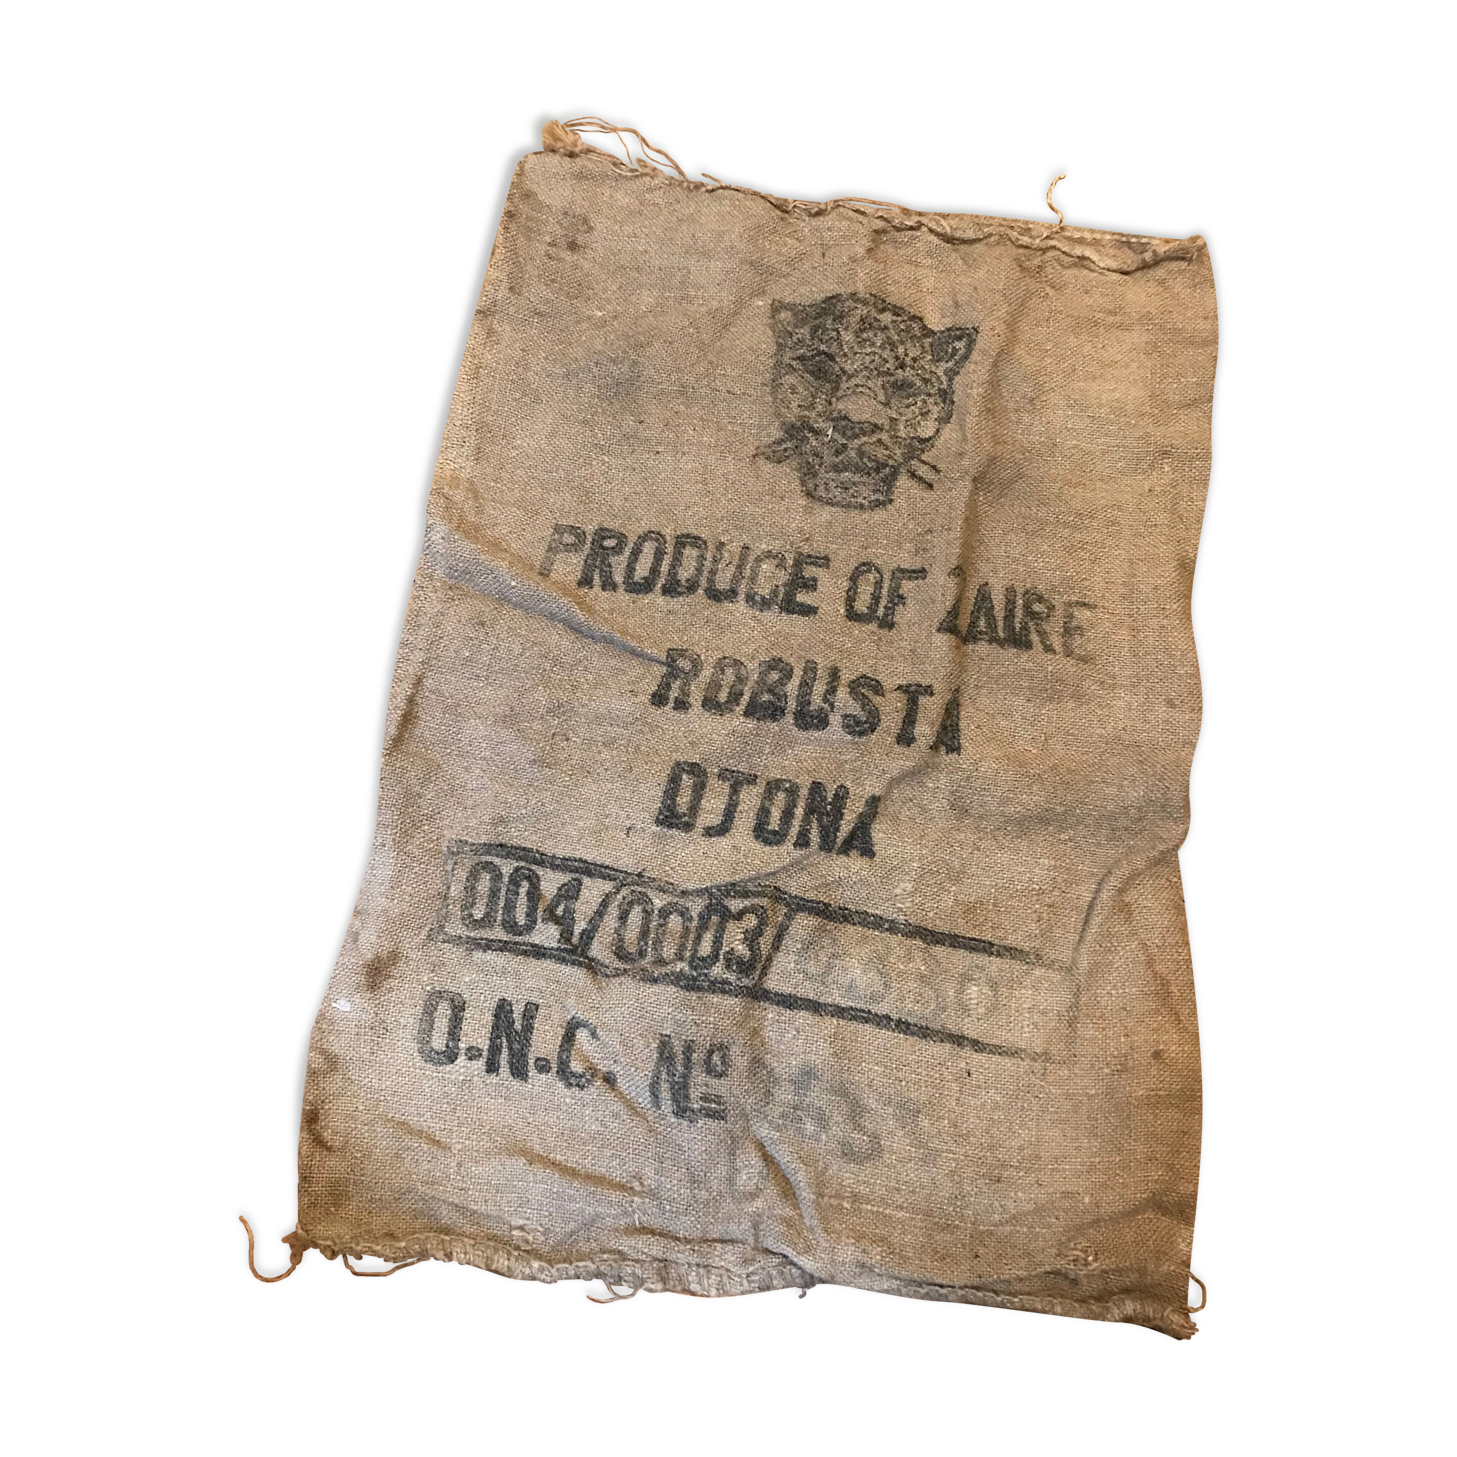 PRODUCE OF ZAIRE
ROBUSTA
DJONA
004/0003
O.N.C. Nº